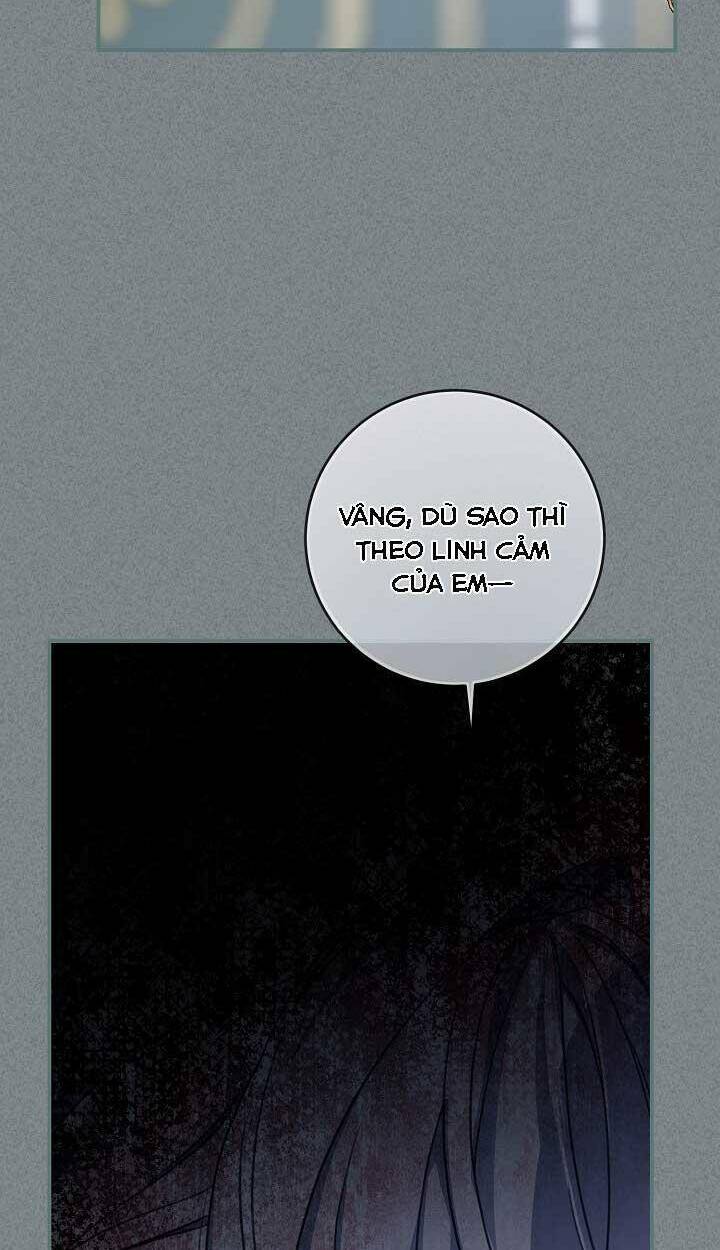 VÂNG, DÙ SAO THÌ
THEO LINH CẢM
CỦA EM—